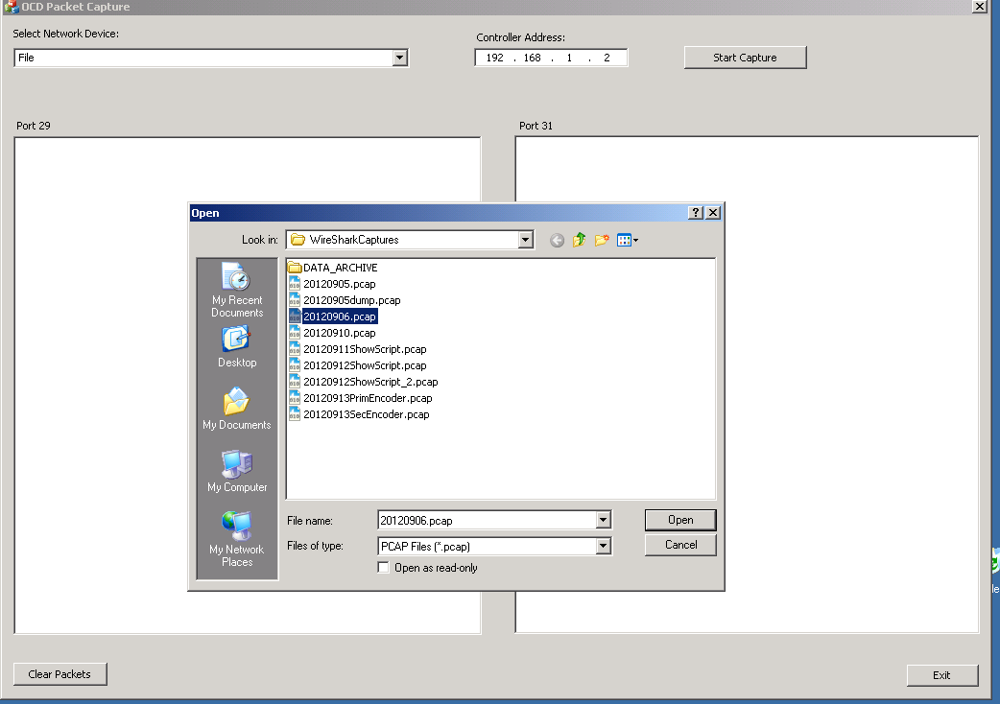 OCD Packet Capture
Select Network Device:
Controller Address:
File
192 . 168 . 1 . 2
Start Capture
Port 29
Port 31
Open
Look in:
WireSharkCaptures
My Recent
Documents
Desktop
My Documents
My Computer
My Network
Places
DATA_ARCHIVE
20120905.pcap
20120905dump.pcap
20120906.pcap
20120910.pcap
20120911ShowScript.pcap
20120912ShowScript.pcap
20120912ShowScript_2.pcap
20120913PrimEncoder.pcap
20120913SecEncoder.pcap
File name:
20120906.pcap
Open
Files of type:
PCAP Files (*.pcap)
Cancel
Open as read-only
Clear Packets
Exit